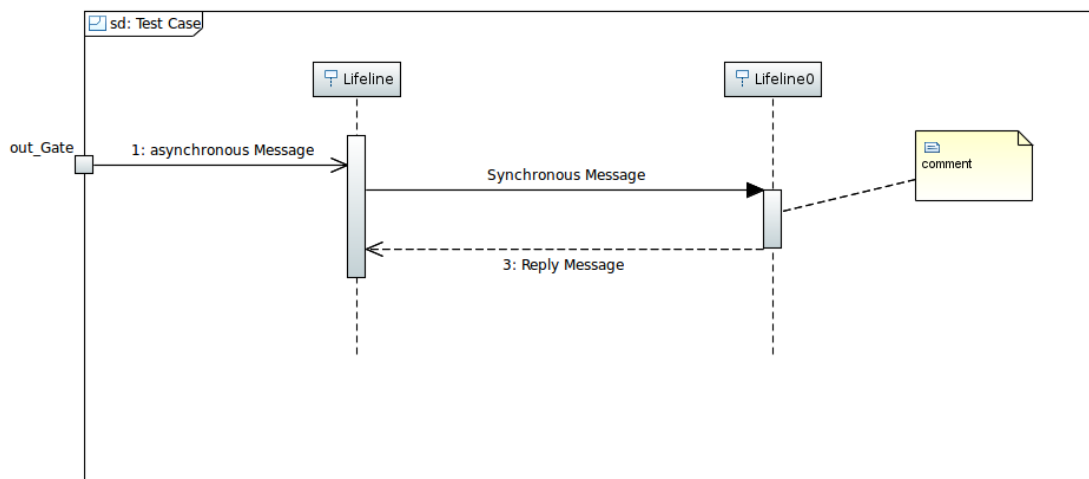 sd: Test Case
Lifeline
Lifeline0
out_Gate
1: asynchronous Message
comment
Synchronous Message
3: Reply Message